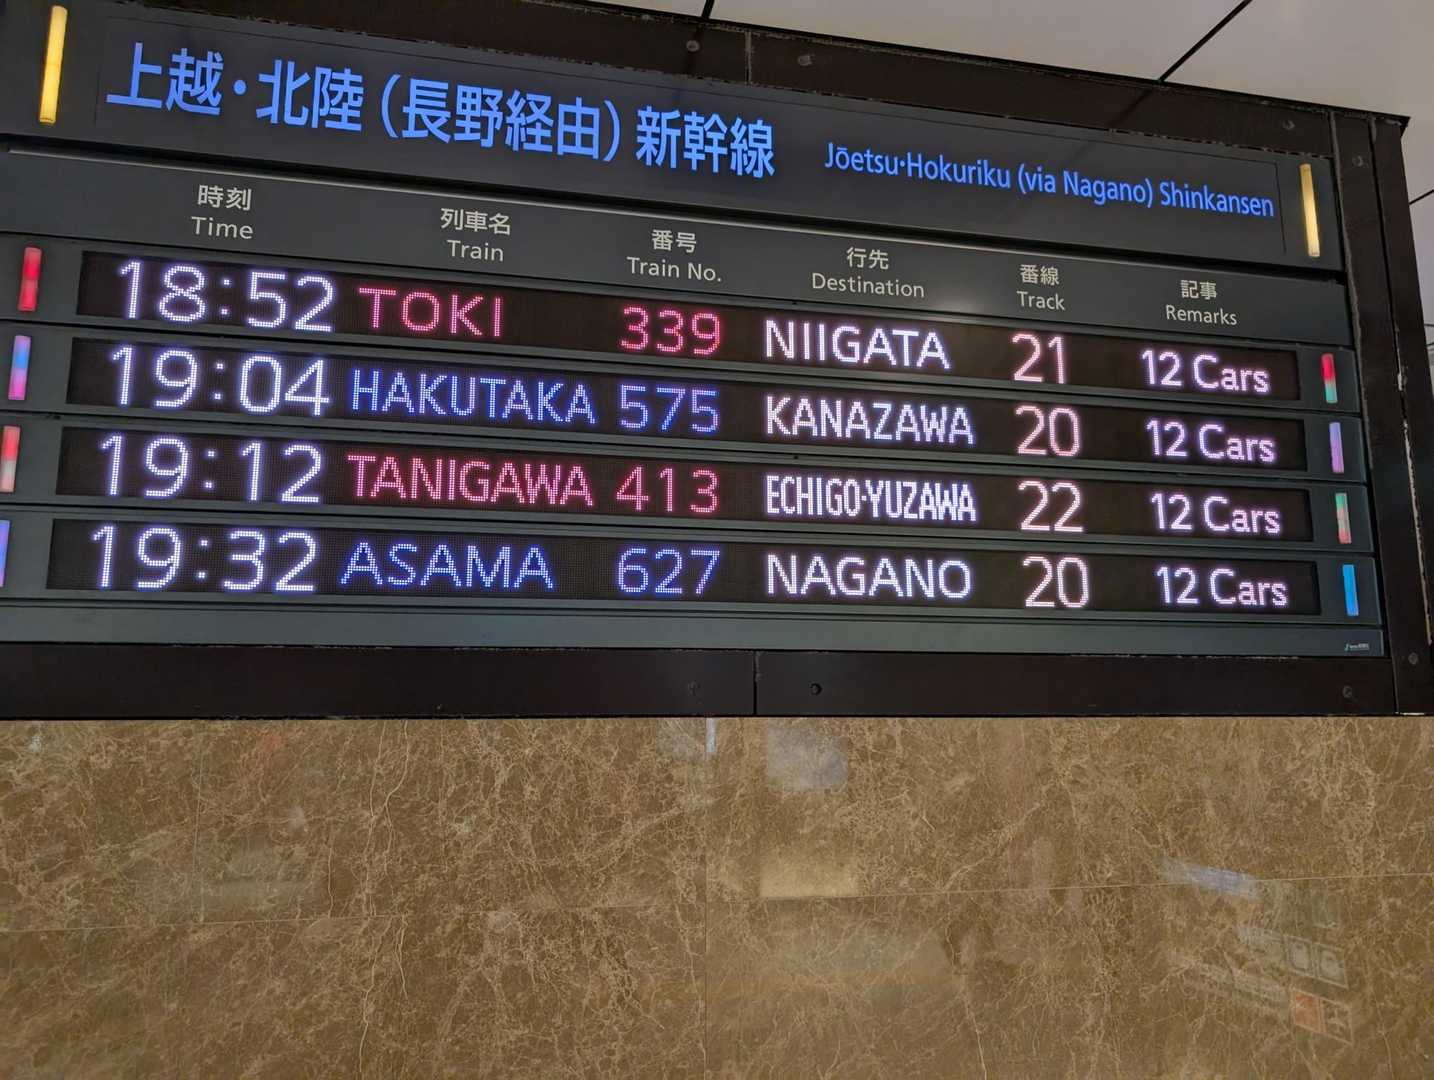 上越・北陸(長野経由)新幹線 Jōetsu・Hokuriku (via Nagano) Shinkansen
時刻 列車名 番号 行先 番線 記事
Time Train Train No. Destination Track Remarks
18:52 TOKI 339 NIIGATA 21 12 Cars
19:04 HAKUTAKA 575 KANAZAWA 20 12 Cars
19:12 TANIGAWA 413 ECHIGO-YUZAWA 22 12 Cars
19:32 ASAMA 627 NAGANO 20 12 Cars